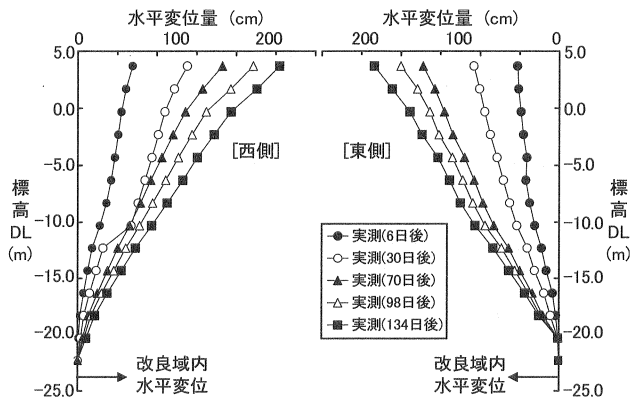 水平変位量 (cm)
0 100 200
水平変位量 (cm)
200 100 0
5.0
0.0
−5.0
−10.0
−15.0
−20.0
−25.0
標高DL(m)
[西側]
[東側]
5.0
0.0
−5.0
−10.0
−15.0
−20.0
−25.0
標高DL(m)
実測(6日後)
実測(30日後)
実測(70日後)
実測(98日後)
実測(134日後)
改良域内
水平変位
改良域内
水平変位